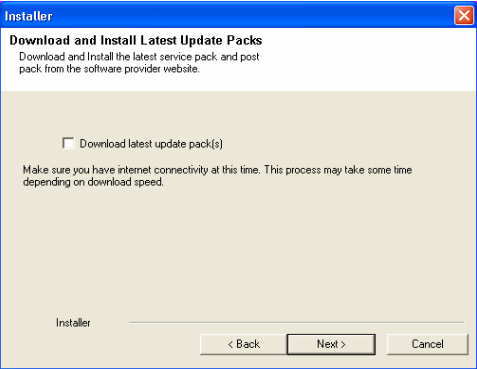 Installer
Download and Install Latest Update Packs
Download and Install the latest service pack and post
pack from the software provider website.
Download latest update pack(s)
Make sure you have internet connectivity at this time. This process may take some time
depending on download speed.
Installer
< Back
Next >
Cancel